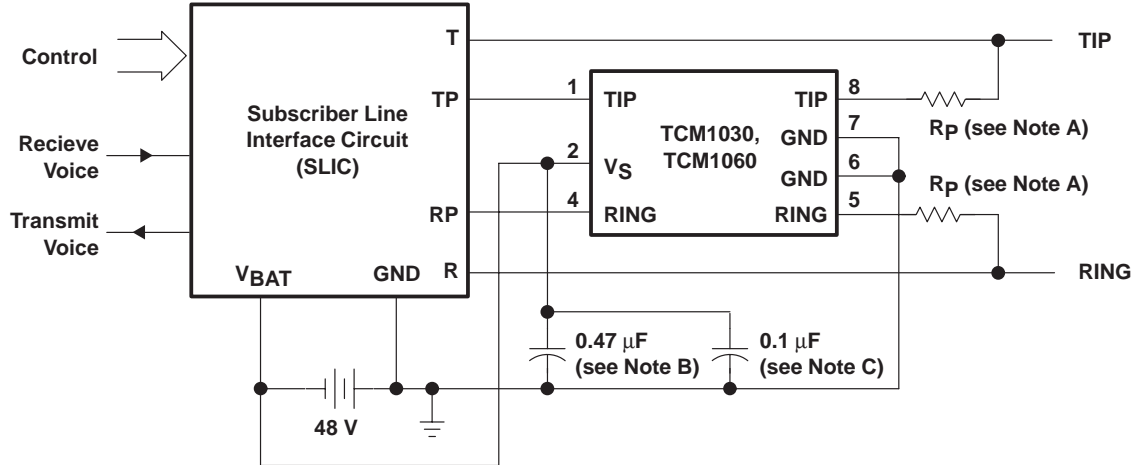 Control
Recieve
Voice
Transmit
Voice
Subscriber Line
Interface Circuit
(SLIC)
T
TP
RP
R
VBAT
GND
1
2
4
TIP
VS
RING
TCM1030,
TCM1060
TIP
GND
GND
RING
8
7
6
5
TIP
RP (see Note A)
RP (see Note A)
RING
0.47 μF
(see Note B)
0.1 μF
(see Note C)
48 V